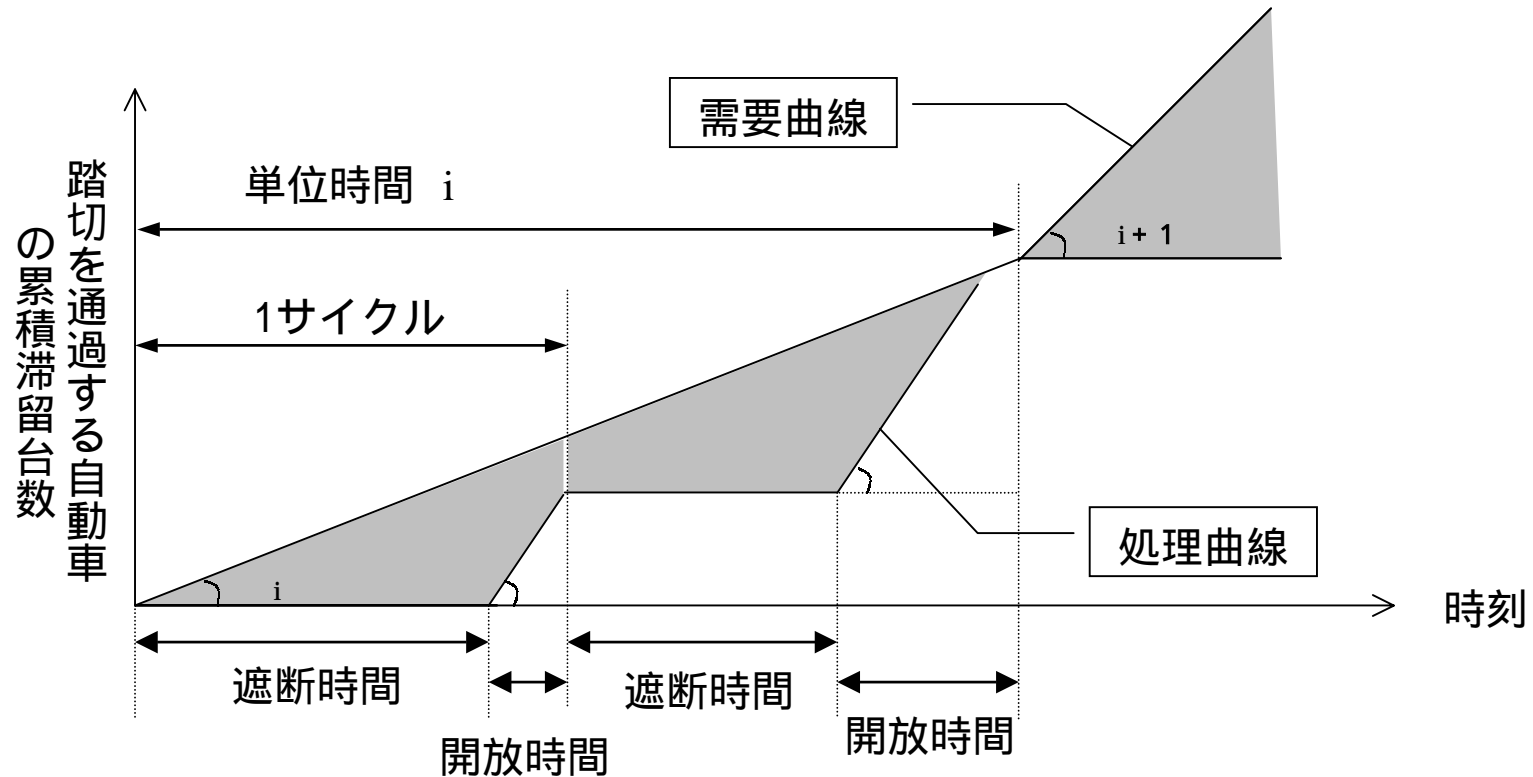 需要曲線
単位時間 i
i+ 1
1サイクル
踏切を通過する自動車
の累積滞留台数
処理曲線
i
時刻
遮断時間
遮断時間
開放時間
開放時間